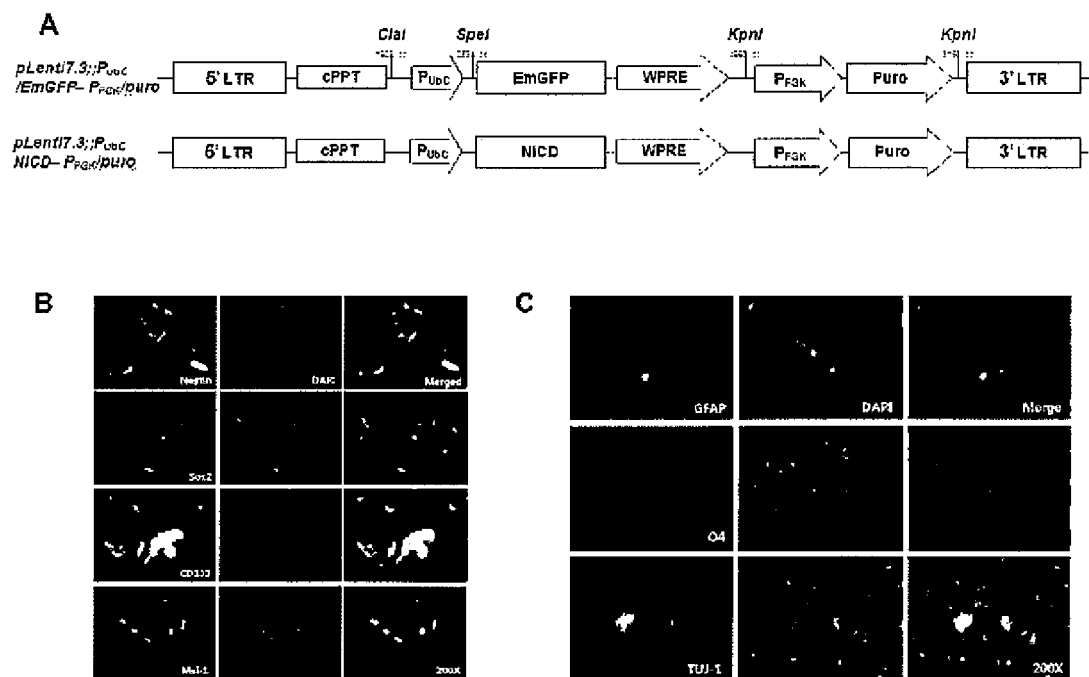 A
ClaI SpeI KpnI KpnI
pLenti7.3;;PUbC
/EmGFP– PPGK/puro
5' LTR cPPT PUbC EmGFP WPRE PPGK Puro 3' LTR
pLenti7.3;;PUbC
NICD– PPGK/puro
5' LTR cPPT PUbC NICD WPRE PPGK Puro 3' LTR
B
Nestin DAPI Merged
Sox2
CD133
Msi-1 200X
C
GFAP DAPI Merge
O4
TUJ-1 200X